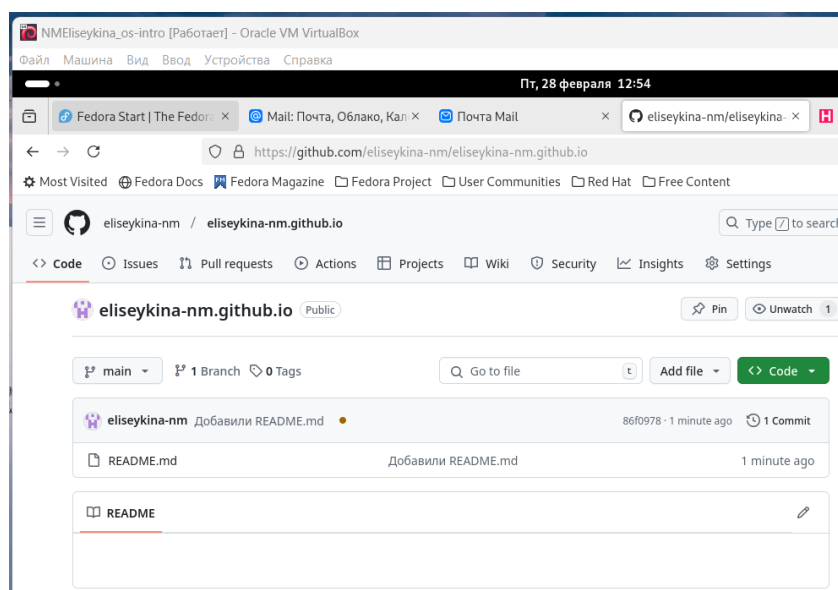 NMEliseykina_os-intro [Работает] - Oracle VM VirtualBox
Файл Машина Вид Ввод Устройства Справка
Пт, 28 февраля 12:54
Fedora Start | The Fedora × Mail: Почта, Облако, Кал × Почта Mail × eliseykina-nm/eliseykina- ×
https://github.com/eliseykina-nm/eliseykina-nm.github.io
Most Visited Fedora Docs Fedora Magazine Fedora Project User Communities Red Hat Free Content
eliseykina-nm / eliseykina-nm.github.io Type / to search
Code Issues Pull requests Actions Projects Wiki Security Insights Settings
eliseykina-nm.github.io Public Pin Unwatch 1
main 1 Branch 0 Tags Go to file t Add file Code
eliseykina-nm Добавили README.md 86f0978 · 1 minute ago 1 Commit
README.md Добавили README.md 1 minute ago
README